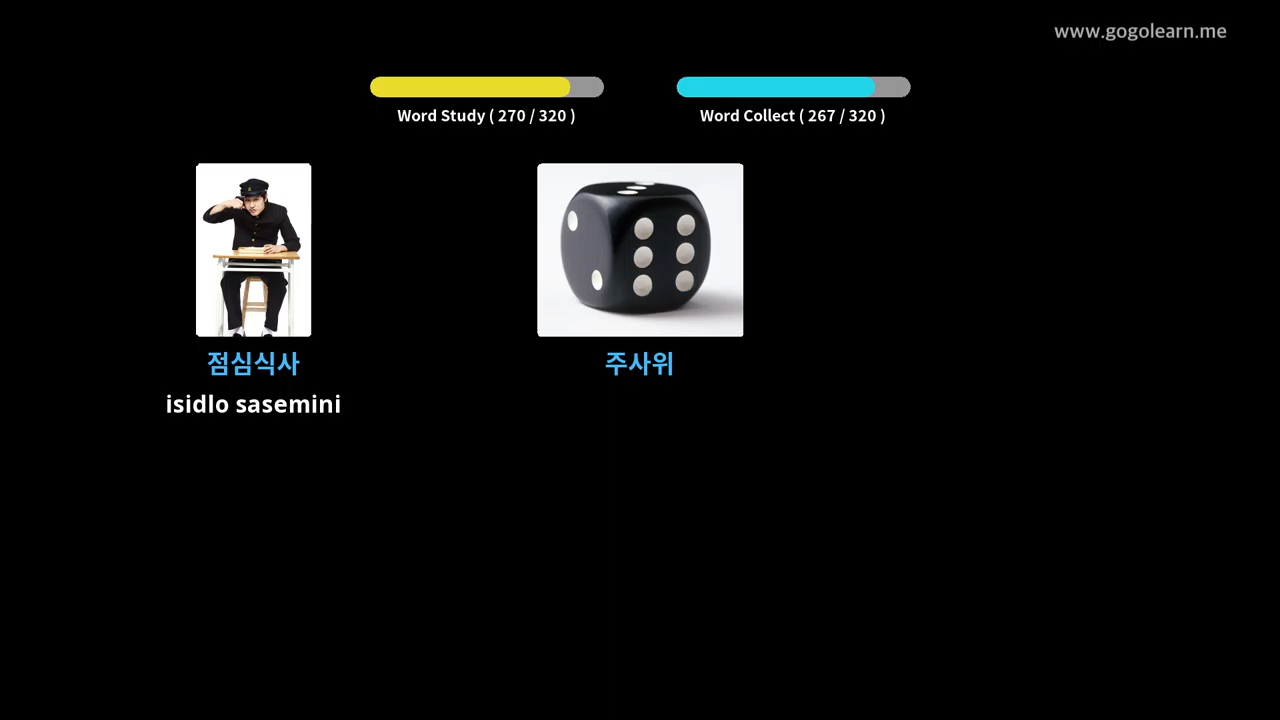 www.gogolearn.me
Word Study ( 270 / 320 )
Word Collect ( 267 / 320 )
점심식사
주사위
isidlo sasemini